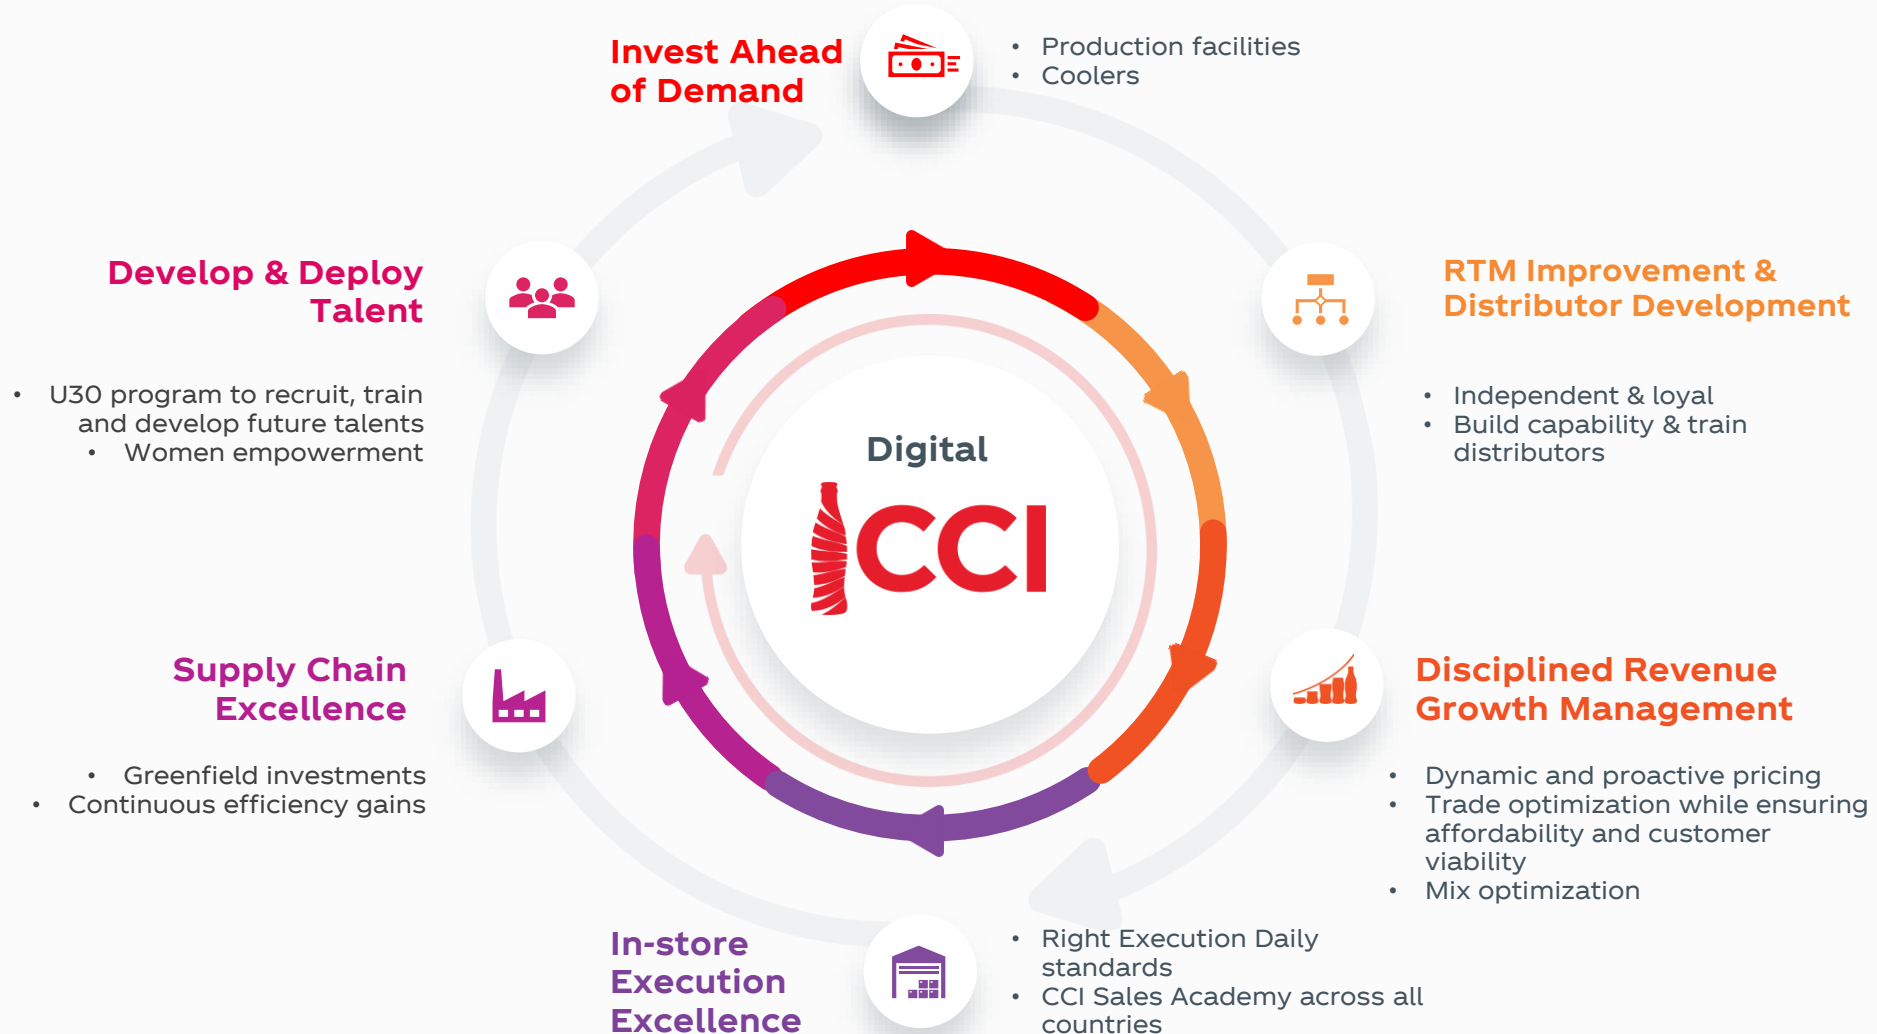 Invest Ahead
of Demand
• Production facilities
• Coolers
RTM Improvement &
Distributor Development
• Independent & loyal
• Build capability & train
distributors
Disciplined Revenue
Growth Management
• Dynamic and proactive pricing
• Trade optimization while ensuring
affordability and customer
viability
• Mix optimization
In-store
Execution
Excellence
• Right Execution Daily
standards
• CCI Sales Academy across all
countries
Supply Chain
Excellence
• Greenfield investments
• Continuous efficiency gains
Develop & Deploy
Talent
• U30 program to recruit, train
and develop future talents
• Women empowerment
Digital
CCI